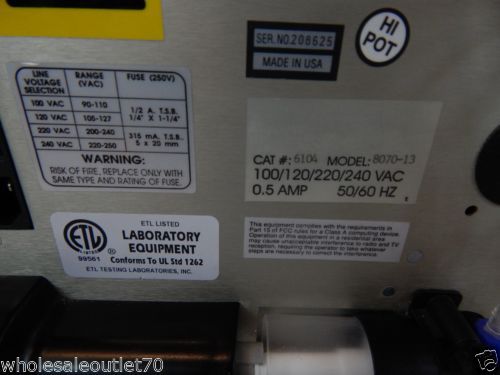 SER.NO.208625
MADE IN USA
HI
POT
LINE VOLTAGE SELECTION RANGE (VAC) FUSE (250V)
100 VAC 90-110 1/2 A. T.S.B. 1/4" X 1-1/4"
120 VAC 105-127
220 VAC 200-240 315 mA. T.S.B. 5 x 20 mm
240 VAC 220-250
WARNING:
RISK OF FIRE, REPLACE ONLY WITH
SAME TYPE AND RATING OF FUSE.
CAT #: 6104 MODEL: 8070-13
100/120/220/240 VAC
0.5 AMP 50/60 HZ
E
ETL LISTED
ETL
LABORATORY
EQUIPMENT
99561
Conforms To UL Std 1262
ETL TESTING LABORATORIES, INC.
This equipment complies with the requirements in
Part 15 of FCC rules for a Class A computing device.
Operation of this equipment in a residential area
may cause unacceptable interference to radio and TV
reception, requiring the operator to take whatever
steps are necessary to correct the interference.
wholesaleoutlet70